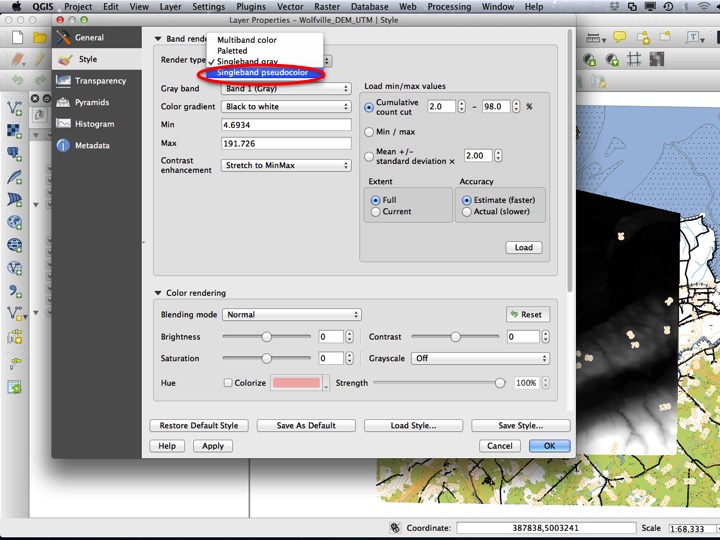 QGIS Project Edit View Layer Settings Plugins Vector Raster Database Web Processing Window Help
Layer Properties – Wolfville_DEM_UTM | Style
General
Style
Transparency
Pyramids
Histogram
Metadata
Band rende
Render type
Multiband color
Paletted
✓ Singleband gray
Singleband pseudocolor
Gray band Band 1 (Gray)
Color gradient Black to white
Min 4.6934
Max 191.726
Contrast
enhancement Stretch to MinMax
Load min/max values
Cumulative
count cut 2.0 – 98.0 %
Min / max
Mean +/-
standard deviation × 2.00
Extent
Full
Current
Accuracy
Estimate (faster)
Actual (slower)
Load
Color rendering
Blending mode Normal Reset
Brightness 0 Contrast 0
Saturation 0 Grayscale Off
Hue Colorize Strength 100%
Restore Default Style Save As Default Load Style... Save Style...
Help Apply Cancel OK
Coordinate: 387838,5003241 Scale 1:68,333